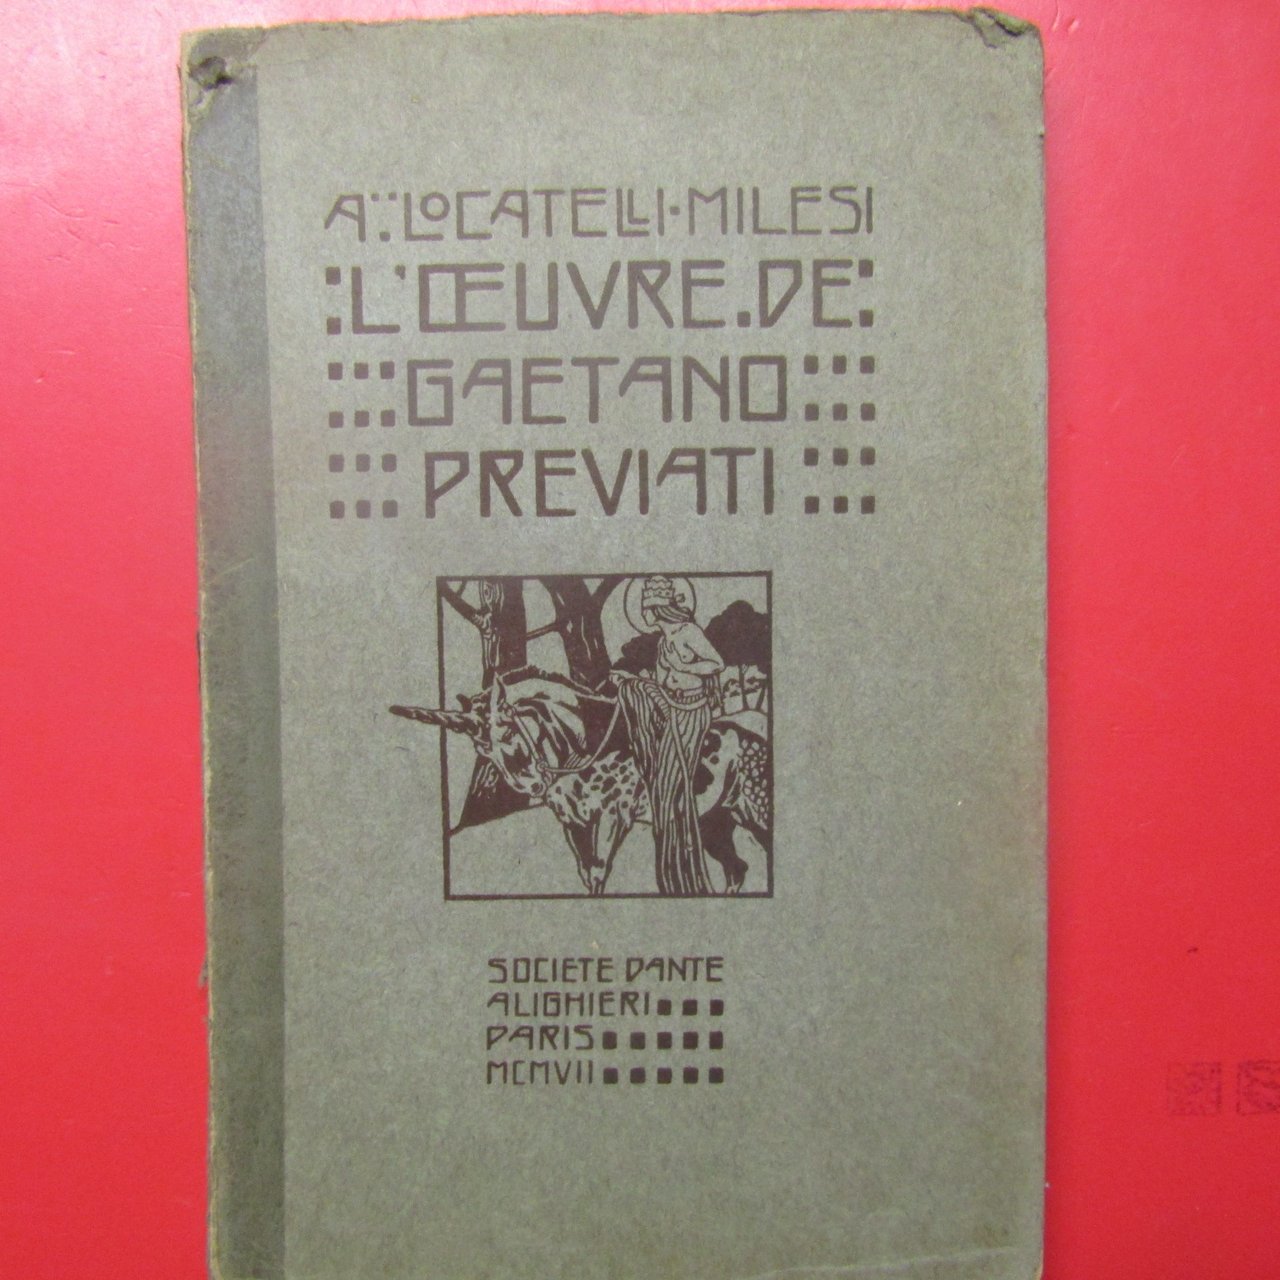 A LOCATELLI·MILESI
L'ŒUVRE.DE
GAETANO
PREVIATI
SOCIETE DANTE
ALIGHIERI
PARIS
MCMVII